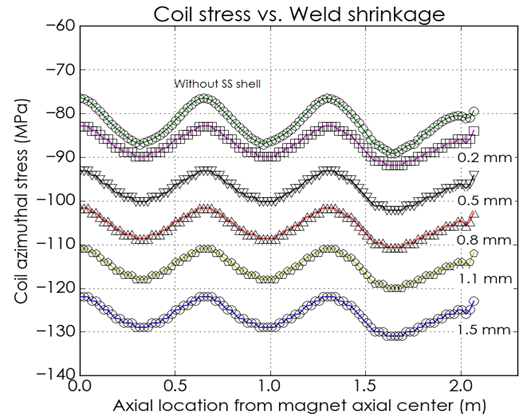 Coil stress vs. Weld shrinkage
Coil azimuthal stress (MPa)
−60
−70
−80
−90
−100
−110
−120
−130
−140
Without SS shell
0.2 mm
0.5 mm
0.8 mm
1.1 mm
1.5 mm
0.0 0.5 1.0 1.5 2.0
Axial location from magnet axial center (m)